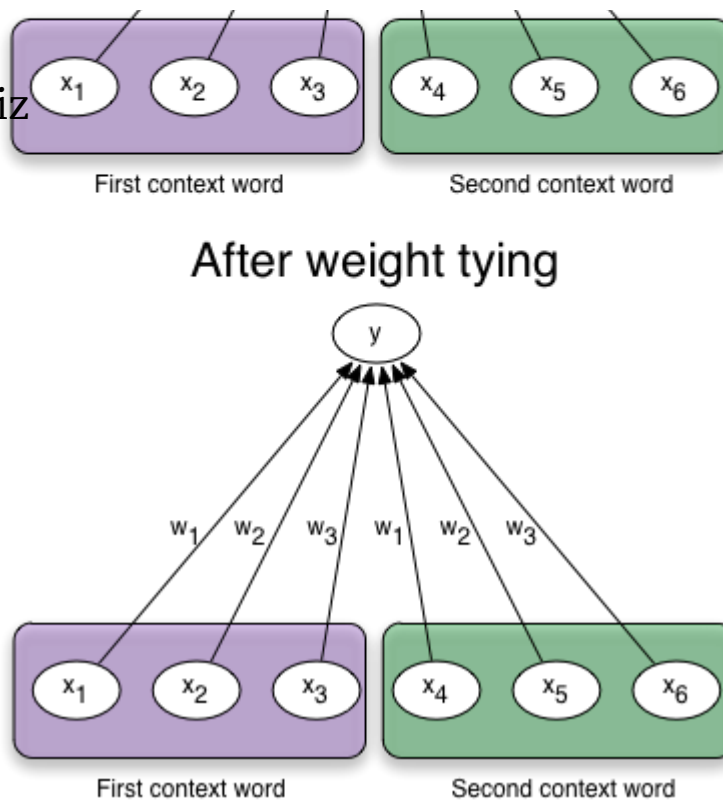 x1 x2 x3 x4 x5 x6
iz
First context word Second context word
After weight tying
y
w1 w2 w3 w1 w2 w3
x1 x2 x3 x4 x5 x6
First context word Second context word